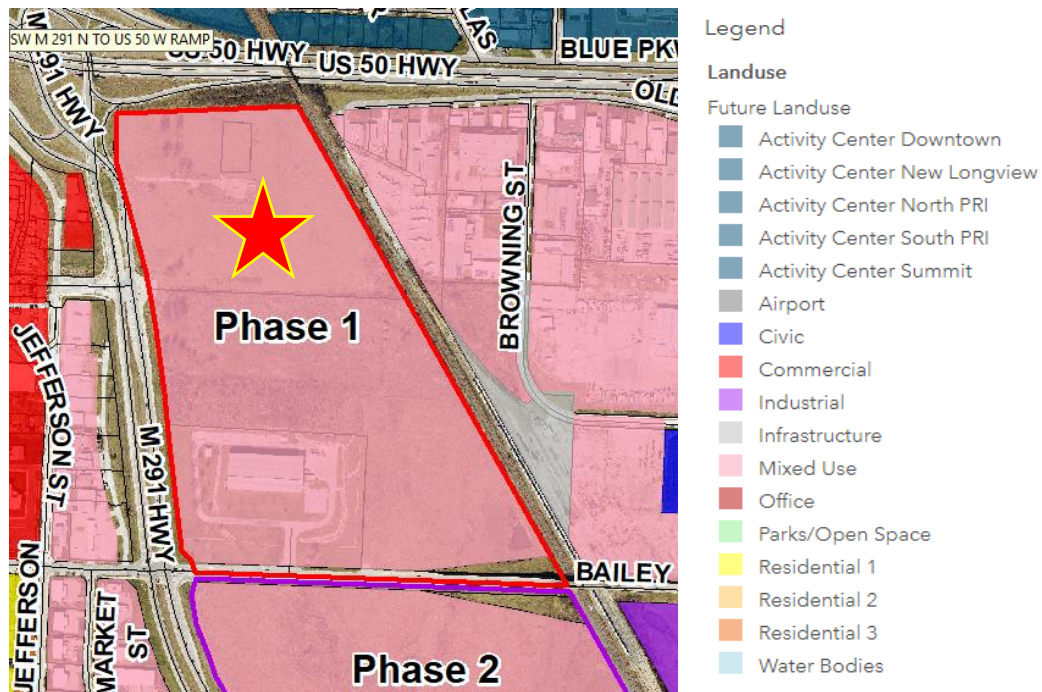 SW M 291 N TO US 50 W RAMP
M 291 HWY
US 50 HWY
US 50 HWY
LAS
BLUE PKW
OLD
BROWNING ST
Phase 1
JEFFERSON ST
M 291 HWY
JEFFERSON
MARKET ST
BAILEY
Phase 2
Legend
Landuse
Future Landuse
Activity Center Downtown
Activity Center New Longview
Activity Center North PRI
Activity Center South PRI
Activity Center Summit
Airport
Civic
Commercial
Industrial
Infrastructure
Mixed Use
Office
Parks/Open Space
Residential 1
Residential 2
Residential 3
Water Bodies